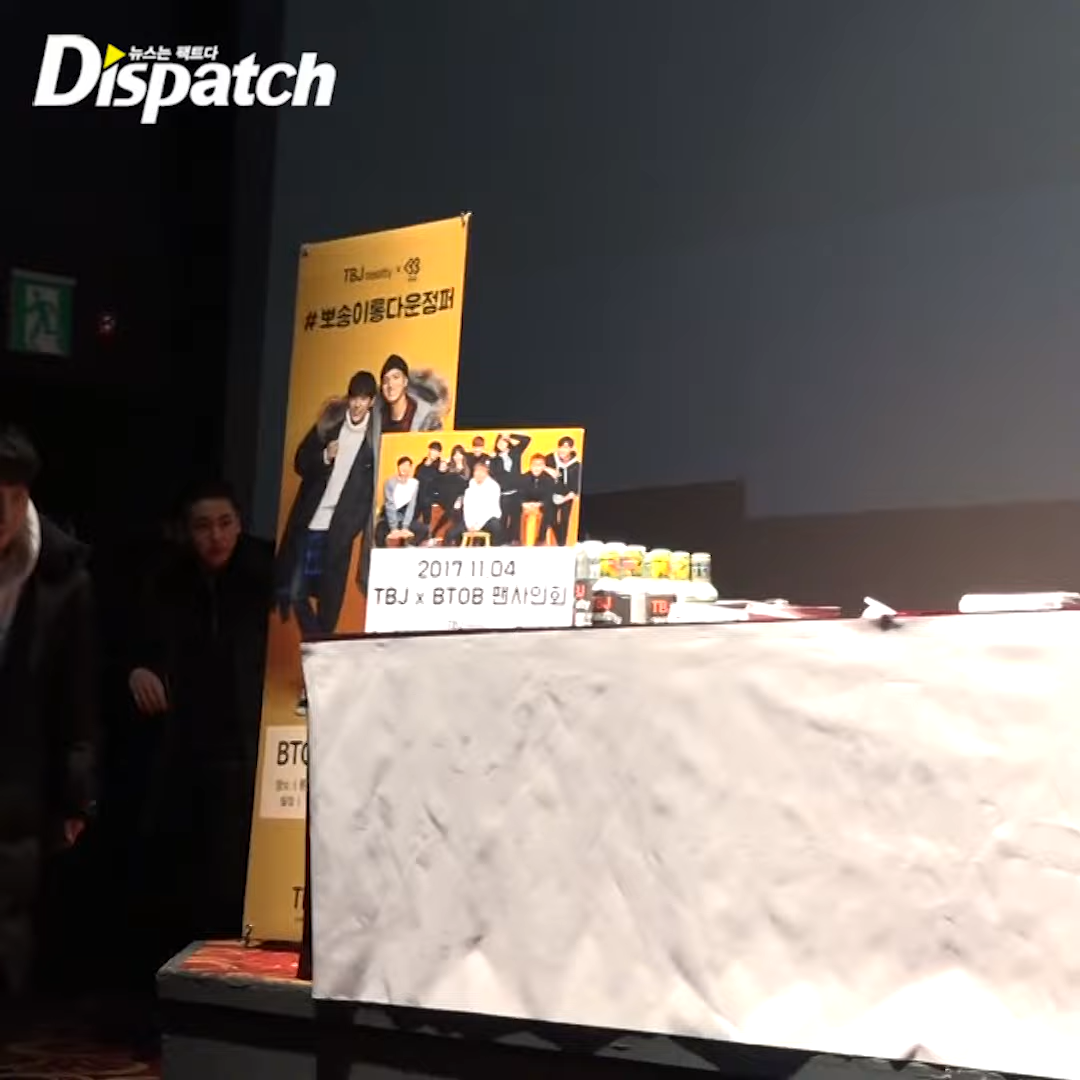 뉴스는 팩트다
Dispatch
TBJ nearby x
#뽀송이롱다운점퍼
2017 11 04
TBJ x BTOB 팬사인회
TBJ